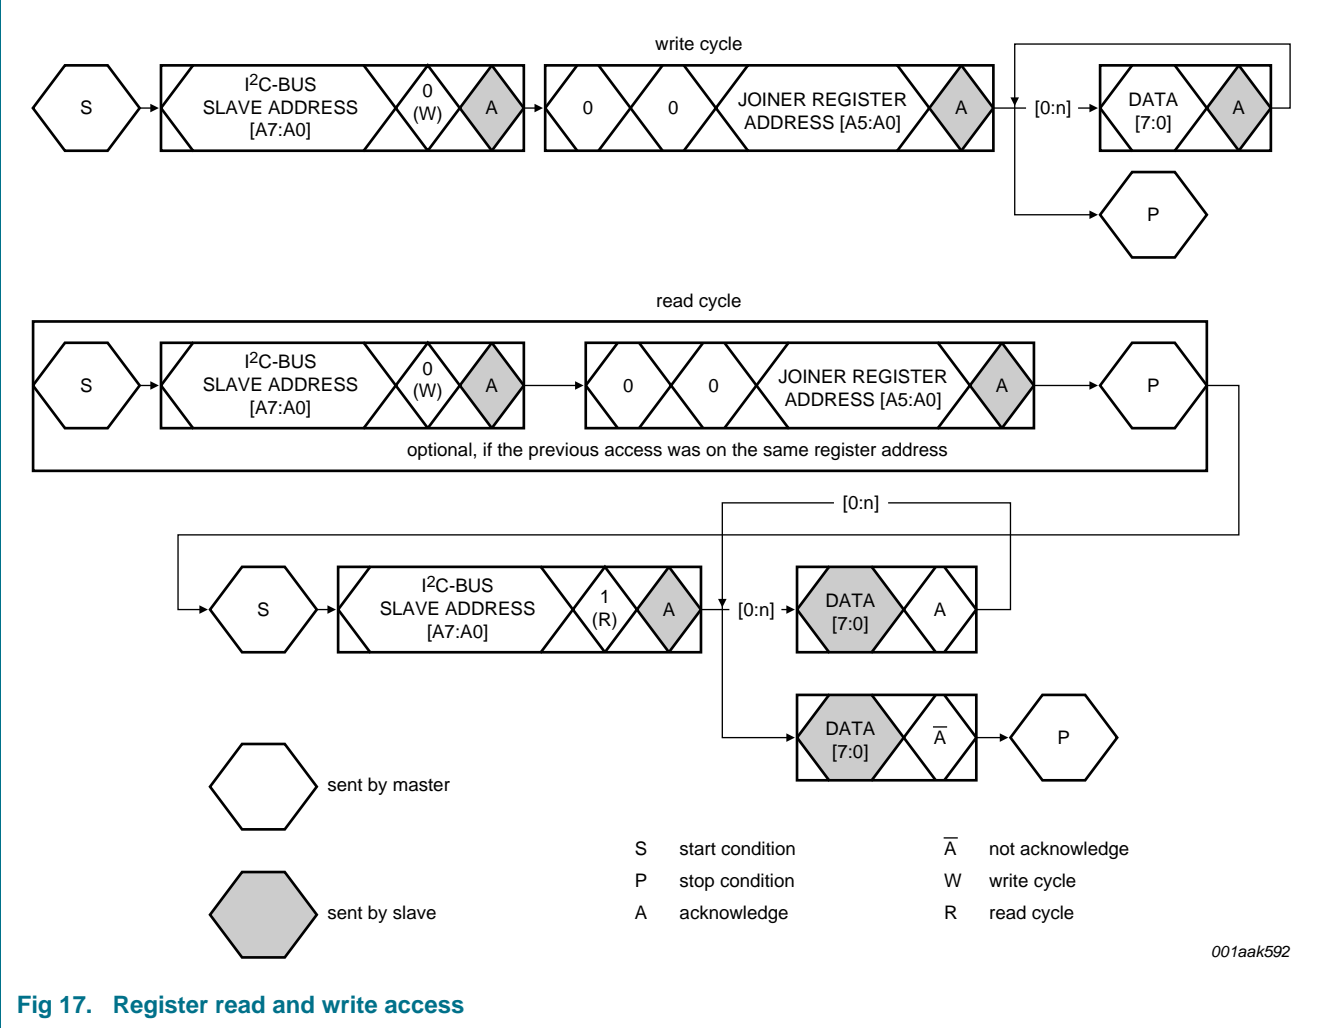 write cycle
S
I2C-BUS
SLAVE ADDRESS
[A7:A0]
0
(W)
A
0
0
JOINER REGISTER
ADDRESS [A5:A0]
A
[0:n]
DATA
[7:0]
A
P
read cycle
S
I2C-BUS
SLAVE ADDRESS
[A7:A0]
0
(W)
A
0
0
JOINER REGISTER
ADDRESS [A5:A0]
A
P
optional, if the previous access was on the same register address
[0:n]
S
I2C-BUS
SLAVE ADDRESS
[A7:A0]
1
(R)
A
[0:n]
DATA
[7:0]
A
DATA
[7:0]
A̅
P
sent by master
sent by slave
S start condition
P stop condition
A acknowledge
A̅ not acknowledge
W write cycle
R read cycle
001aak592
Fig 17. Register read and write access